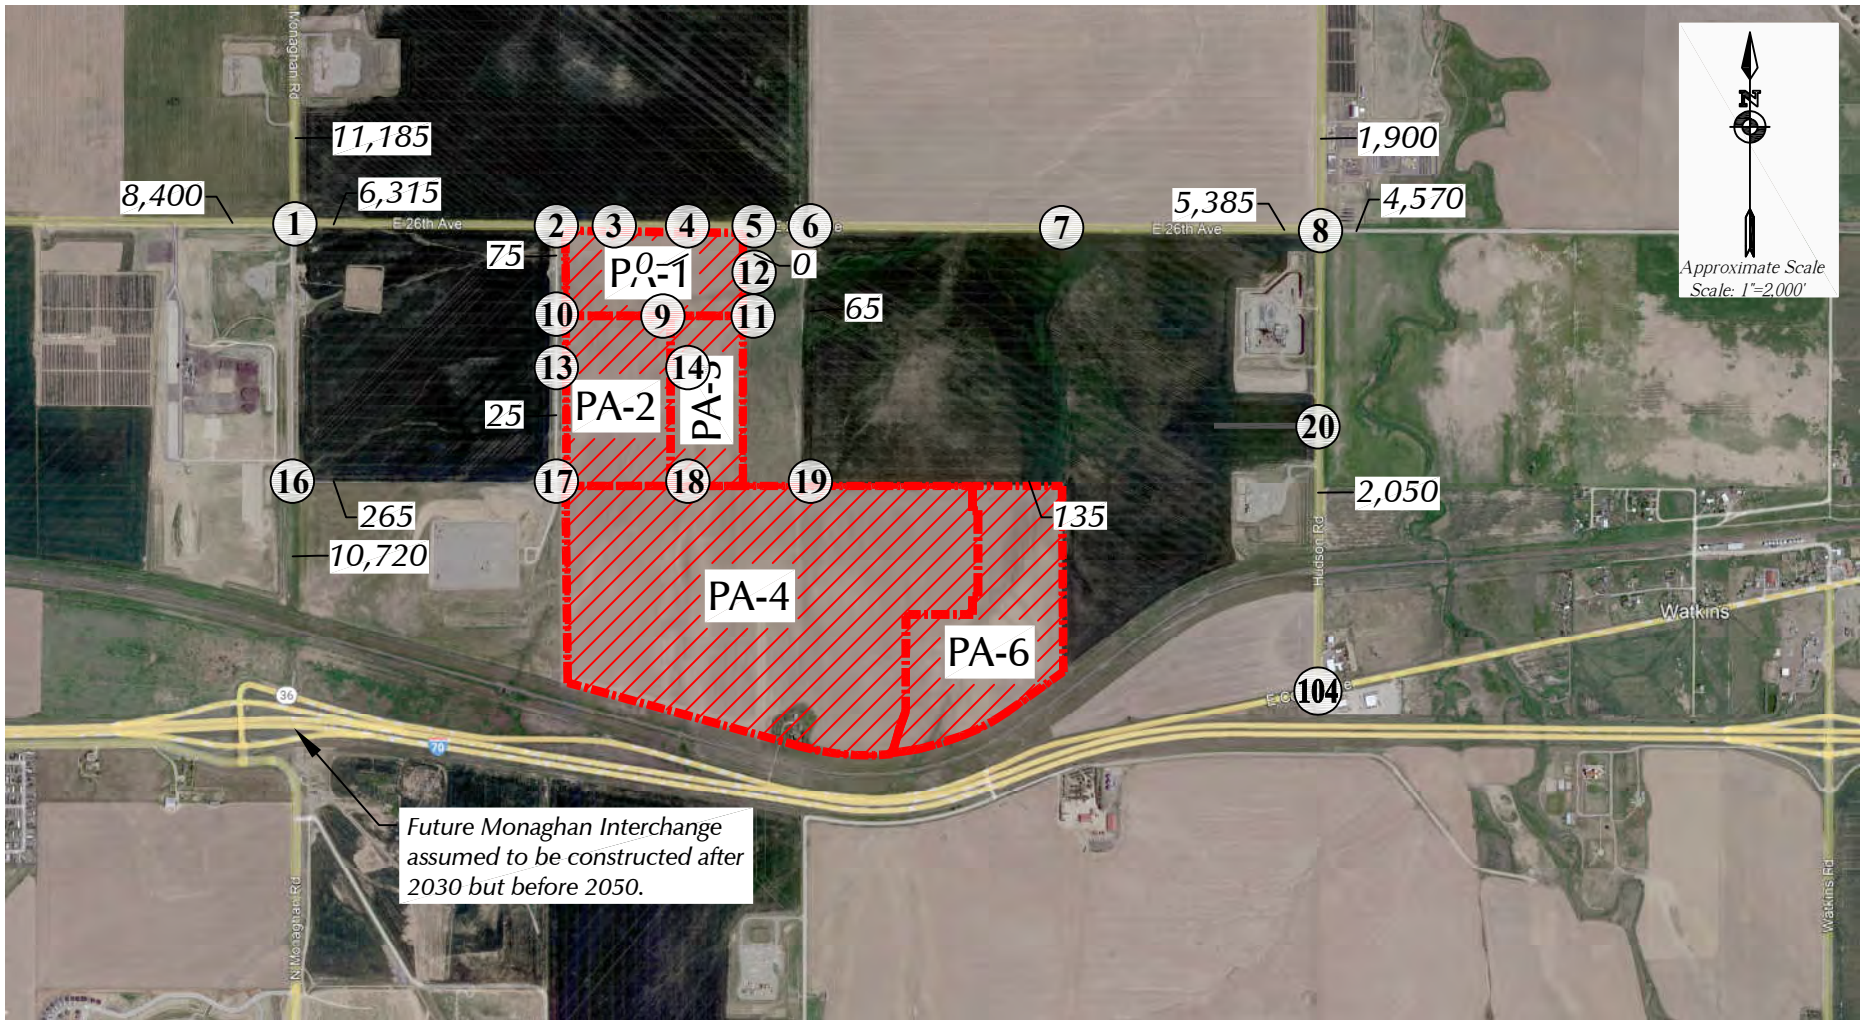 Monaghan Rd
11,185
1,900
N
8,400
6,315
5,385
4,570
1
E 26th Ave
2
3
4
5
6
7
E 26th Ave
8
75
PA-1
0
0
12
Approximate Scale
Scale: 1"=2,000'
10
9
11
65
13
14
PA-2
25
20
16
17
18
19
265
135
2,050
10,720
Hudson Rd
PA-4
PA-6
Watkins
36
104
70
Future Monaghan Interchange
assumed to be constructed after
2030 but before 2050.
N Monaghan Rd
Watkins Rd